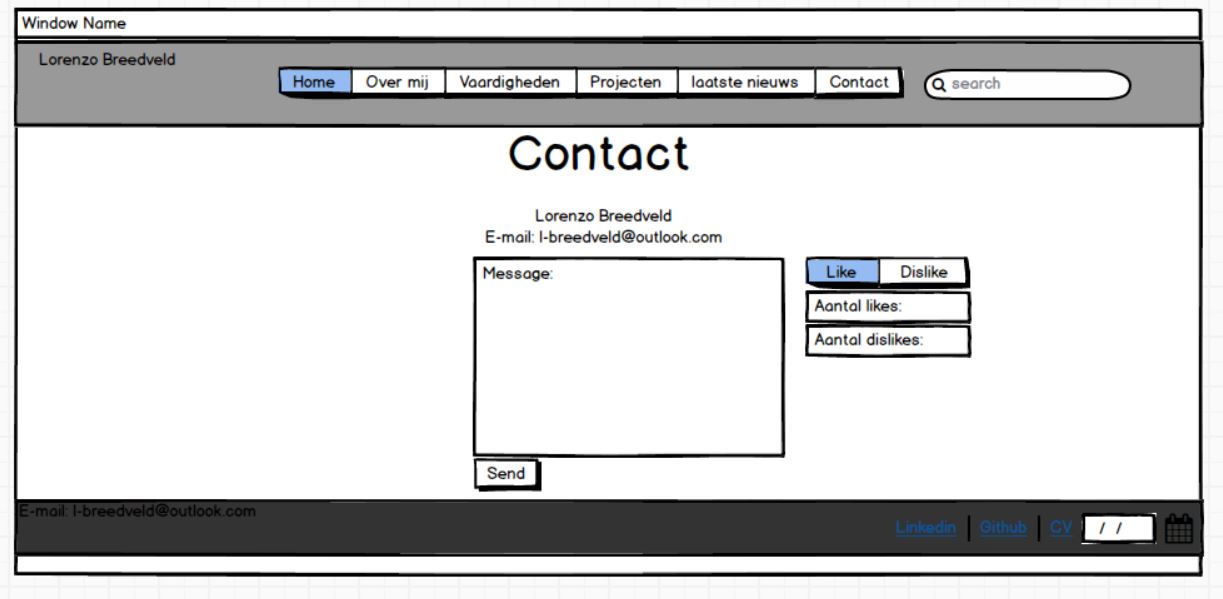 Window Name
Lorenzo Breedveld
Home Over mij Vaardigheden Projecten laatste nieuws Contact search
Contact
Lorenzo Breedveld
E-mail: l-breedveld@outlook.com
Message:
Like Dislike
Aantal likes:
Aantal dislikes:
Send
E-mail: l-breedveld@outlook.com
Linkedin Github CV / /